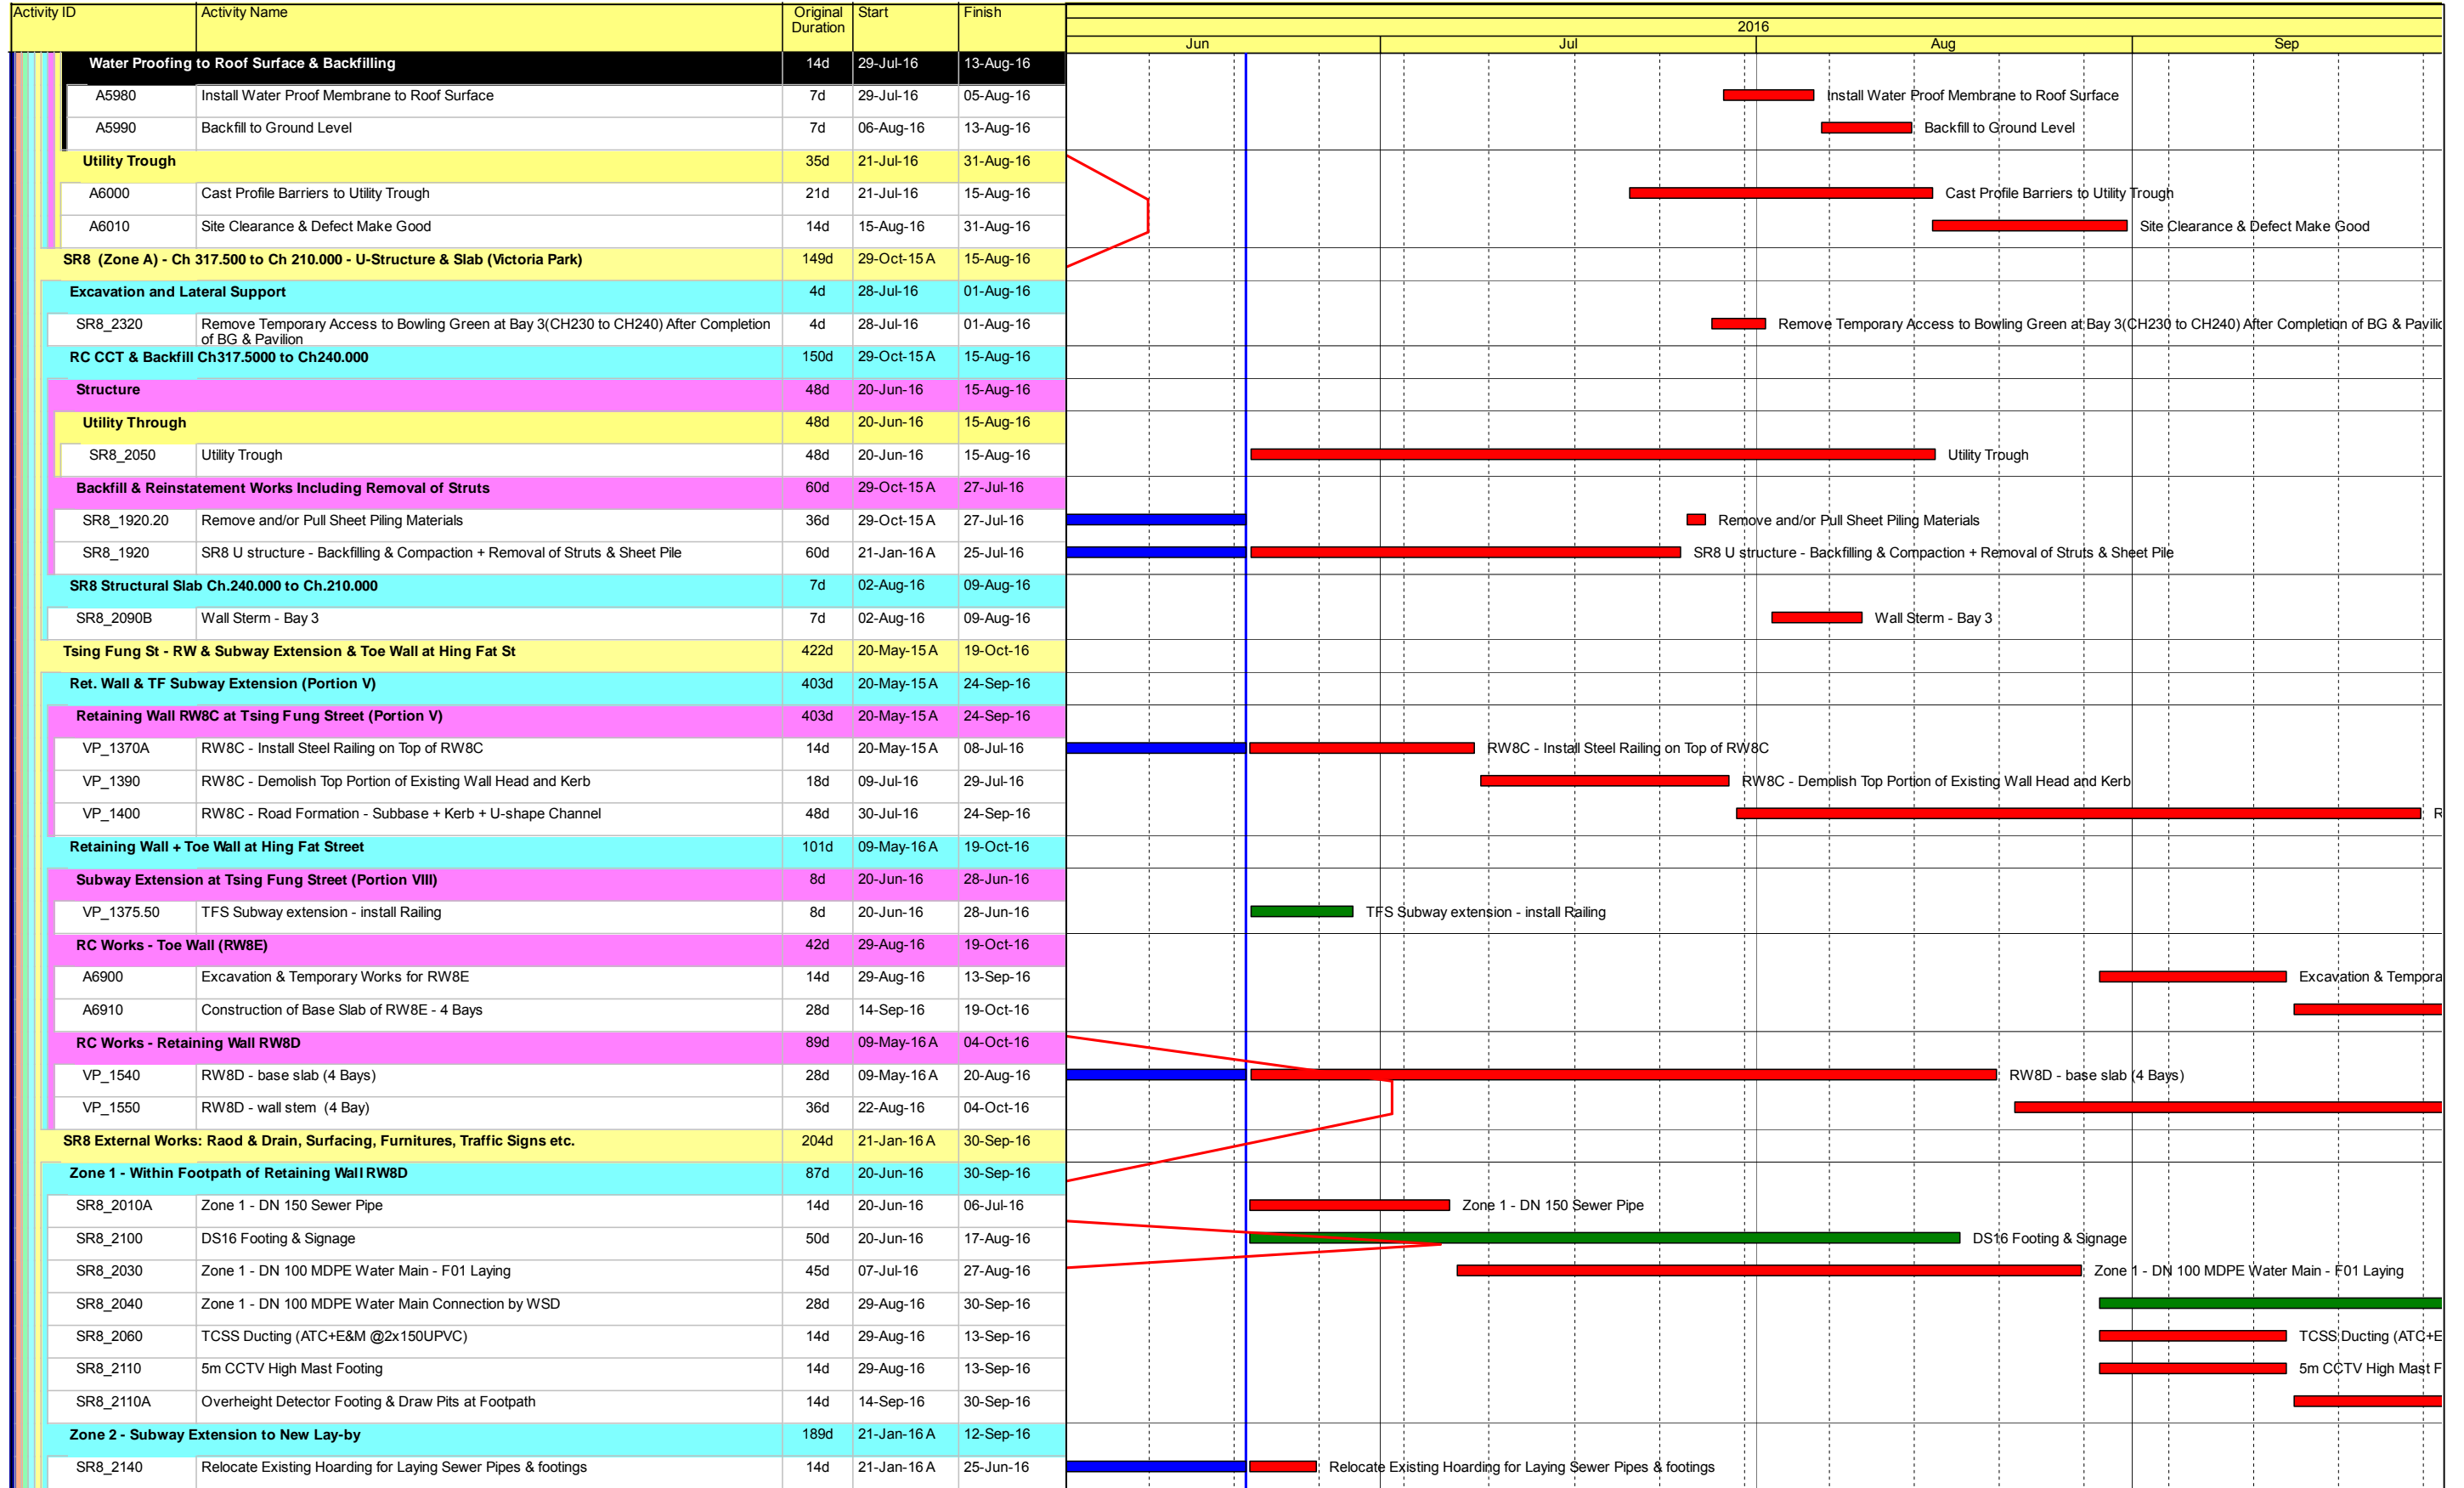 Activity ID Activity Name Original Duration Start Finish
2016
Jun Jul Aug Sep
Water Proofing to Roof Surface & Backfilling 14d 29-Jul-16 13-Aug-16
A5980 Install Water Proof Membrane to Roof Surface 7d 29-Jul-16 05-Aug-16 Install Water Proof Membrane to Roof Surface
A5990 Backfill to Ground Level 7d 06-Aug-16 13-Aug-16 Backfill to Ground Level
Utility Trough 35d 21-Jul-16 31-Aug-16
A6000 Cast Profile Barriers to Utility Trough 21d 21-Jul-16 15-Aug-16 Cast Profile Barriers to Utility Trough
A6010 Site Clearance & Defect Make Good 14d 15-Aug-16 31-Aug-16 Site Clearance & Defect Make Good
SR8 (Zone A) - Ch 317.500 to Ch 210.000 - U-Structure & Slab (Victoria Park) 149d 29-Oct-15 A 15-Aug-16
Excavation and Lateral Support 4d 28-Jul-16 01-Aug-16
SR8_2320 Remove Temporary Access to Bowling Green at Bay 3(CH230 to CH240) After Completion 4d 28-Jul-16 01-Aug-16 Remove Temporary Access to Bowling Green at Bay 3(CH230 to CH240) After Completion of BG & Pavilio
of BG & Pavilion
RC CCT & Backfill Ch317.5000 to Ch240.000 150d 29-Oct-15 A 15-Aug-16
Structure 48d 20-Jun-16 15-Aug-16
Utility Through 48d 20-Jun-16 15-Aug-16
SR8_2050 Utility Trough 48d 20-Jun-16 15-Aug-16 Utility Trough
Backfill & Reinstatement Works Including Removal of Struts 60d 29-Oct-15 A 27-Jul-16
SR8_1920.20 Remove and/or Pull Sheet Piling Materials 36d 29-Oct-15 A 27-Jul-16 Remove and/or Pull Sheet Piling Materials
SR8_1920 SR8 U structure - Backfilling & Compaction + Removal of Struts & Sheet Pile 60d 21-Jan-16 A 25-Jul-16 SR8 U structure - Backfilling & Compaction + Removal of Struts & Sheet Pile
SR8 Structural Slab Ch.240.000 to Ch.210.000 7d 02-Aug-16 09-Aug-16
SR8_2090B Wall Sterm - Bay 3 7d 02-Aug-16 09-Aug-16 Wall Sterm - Bay 3
Tsing Fung St - RW & Subway Extension & Toe Wall at Hing Fat St 422d 20-May-15 A 19-Oct-16
Ret. Wall & TF Subway Extension (Portion V) 403d 20-May-15 A 24-Sep-16
Retaining Wall RW8C at Tsing Fung Street (Portion V) 403d 20-May-15 A 24-Sep-16
VP_1370A RW8C - Install Steel Railing on Top of RW8C 14d 20-May-15 A 08-Jul-16 RW8C - Install Steel Railing on Top of RW8C
VP_1390 RW8C - Demolish Top Portion of Existing Wall Head and Kerb 18d 09-Jul-16 29-Jul-16 RW8C - Demolish Top Portion of Existing Wall Head and Kerb
VP_1400 RW8C - Road Formation - Subbase + Kerb + U-shape Channel 48d 30-Jul-16 24-Sep-16 R
Retaining Wall + Toe Wall at Hing Fat Street 101d 09-May-16 A 19-Oct-16
Subway Extension at Tsing Fung Street (Portion VIII) 8d 20-Jun-16 28-Jun-16
VP_1375.50 TFS Subway extension - install Railing 8d 20-Jun-16 28-Jun-16 TFS Subway extension - install Railing
RC Works - Toe Wall (RW8E) 42d 29-Aug-16 19-Oct-16
A6900 Excavation & Temporary Works for RW8E 14d 29-Aug-16 13-Sep-16 Excavation & Tempora
A6910 Construction of Base Slab of RW8E - 4 Bays 28d 14-Sep-16 19-Oct-16
RC Works - Retaining Wall RW8D 89d 09-May-16 A 04-Oct-16
VP_1540 RW8D - base slab (4 Bays) 28d 09-May-16 A 20-Aug-16 RW8D - base slab (4 Bays)
VP_1550 RW8D - wall stem (4 Bay) 36d 22-Aug-16 04-Oct-16
SR8 External Works: Raod & Drain, Surfacing, Furnitures, Traffic Signs etc. 204d 21-Jan-16 A 30-Sep-16
Zone 1 - Within Footpath of Retaining Wall RW8D 87d 20-Jun-16 30-Sep-16
SR8_2010A Zone 1 - DN 150 Sewer Pipe 14d 20-Jun-16 06-Jul-16 Zone 1 - DN 150 Sewer Pipe
SR8_2100 DS16 Footing & Signage 50d 20-Jun-16 17-Aug-16 DS16 Footing & Signage
SR8_2030 Zone 1 - DN 100 MDPE Water Main - F01 Laying 45d 07-Jul-16 27-Aug-16 Zone 1 - DN 100 MDPE Water Main - F01 Laying
SR8_2040 Zone 1 - DN 100 MDPE Water Main Connection by WSD 28d 29-Aug-16 30-Sep-16
SR8_2060 TCSS Ducting (ATC+E&M @2x150UPVC) 14d 29-Aug-16 13-Sep-16 TCSS Ducting (ATC+E
SR8_2110 5m CCTV High Mast Footing 14d 29-Aug-16 13-Sep-16 5m CCTV High Mast F
SR8_2110A Overheight Detector Footing & Draw Pits at Footpath 14d 14-Sep-16 30-Sep-16
Zone 2 - Subway Extension to New Lay-by 189d 21-Jan-16 A 12-Sep-16
SR8_2140 Relocate Existing Hoarding for Laying Sewer Pipes & footings 14d 21-Jan-16 A 25-Jun-16 Relocate Existing Hoarding for Laying Sewer Pipes & footings